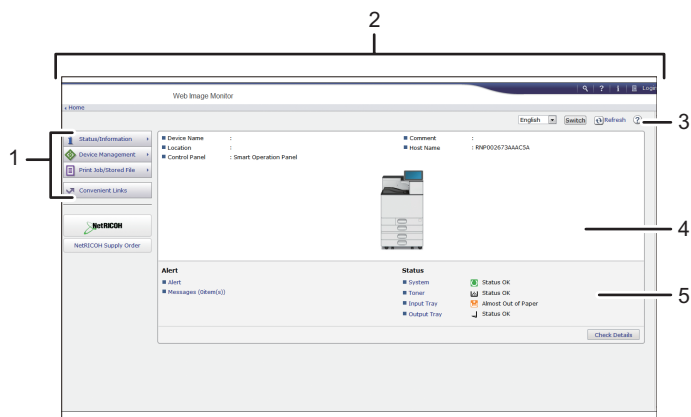 2
Web Image Monitor
? i Login
Home
English Switch Refresh ? 3
1
Status/Information
Device Management
Print Job/Stored File
Convenient Links
NetRICOH
NetRICOH Supply Order
Device Name :
Location :
Control Panel : Smart Operation Panel
Comment :
Host Name : RNP002673AAAC5A
4
Alert
Alert
Messages (0item(s))
Status
System Status OK
Toner Status OK
Input Tray Almost Out of Paper
Output Tray Status OK
5
Check Details